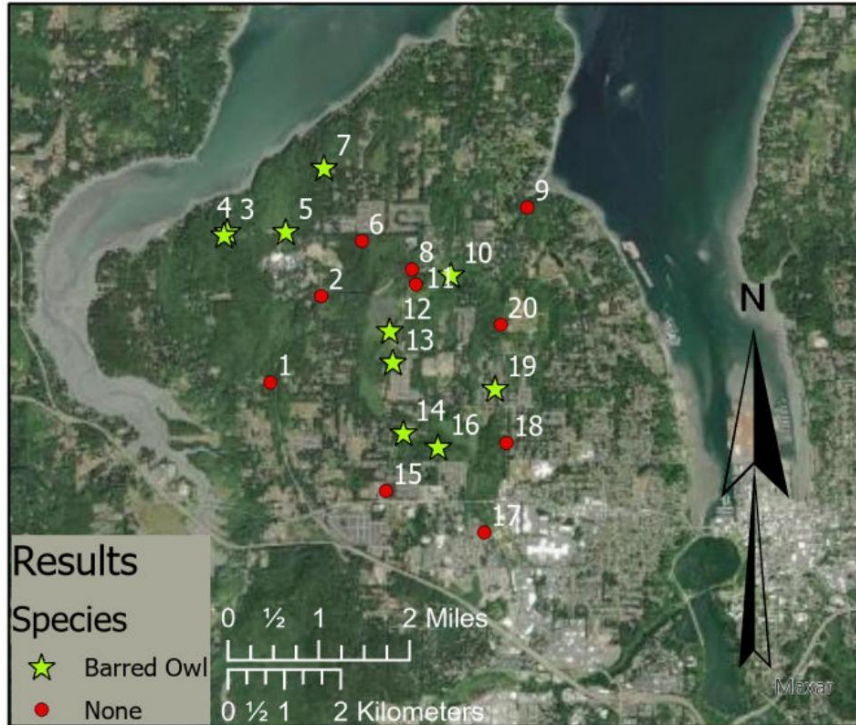 7
9
4 3 5
6
8 10
2 11
12 20
13
1 19
14 16 18
15
17
N
Results
Species
Barred Owl
None
0 ½ 1 2 Miles
0 ½ 1 2 Kilometers
Maxar